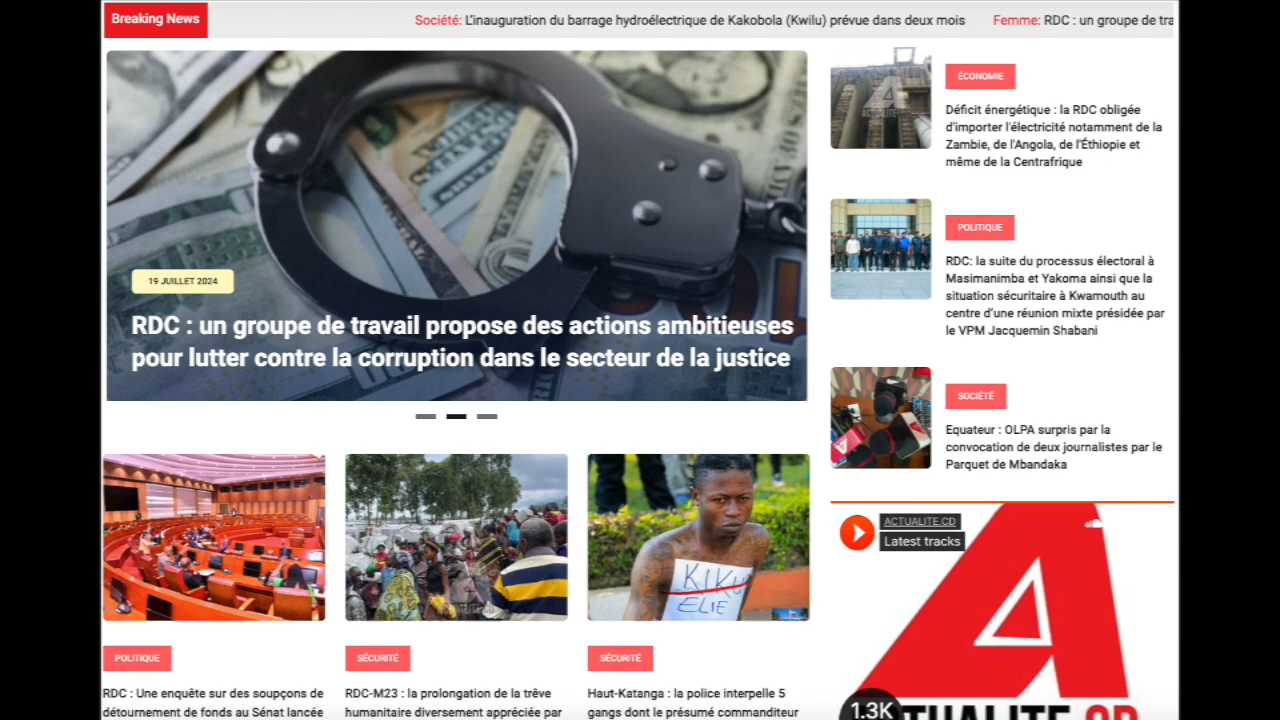 Breaking News
Société: L'inauguration du barrage hydroélectrique de Kakobola (Kwilu) prévue dans deux mois
Femme: RDC : un groupe de tra
19 JUILLET 2024
RDC : un groupe de travail propose des actions ambitieuses
pour lutter contre la corruption dans le secteur de la justice
ACTUALITE
ÉCONOMIE
Déficit énergétique : la RDC obligée
d'importer l'électricité notamment de la
Zambie, de l'Angola, de l'Éthiopie et
même de la Centrafrique
POLITIQUE
RDC: la suite du processus électoral à
Masimanimba et Yakoma ainsi que la
situation sécuritaire à Kwamouth au
centre d’une réunion mixte présidée par
le VPM Jacquemin Shabani
SOCIÉTÉ
Equateur : OLPA surpris par la
convocation de deux journalistes par le
Parquet de Mbandaka
KIKU
ELIE
POLITIQUE
RDC : Une enquête sur des soupçons de
détournement de fonds au Sénat lancée
SÉCURITÉ
RDC-M23 : la prolongation de la trêve
humanitaire diversement appréciée par
SÉCURITÉ
Haut-Katanga : la police interpelle 5
gangs dont le présumé commanditeur
ACTUALITE.CD
Latest tracks
1.3K
TUALITE.CD